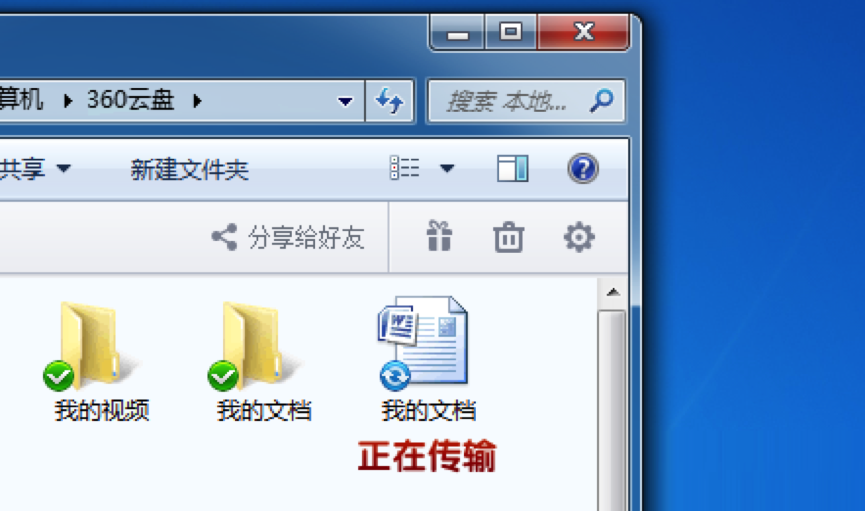 算机 360云盘 搜索 本地...
共享 新建文件夹
分享给好友
我的视频 我的文档 我的文档
正在传输